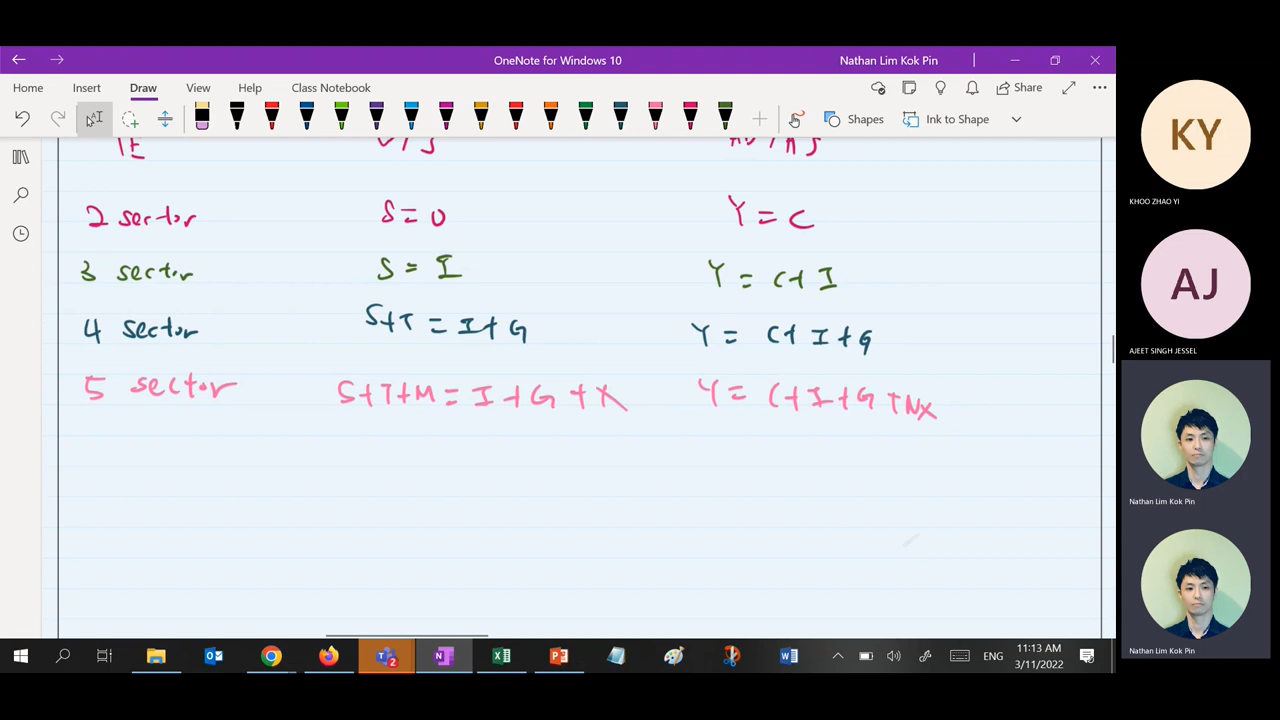 OneNote for Windows 10
Nathan Lim Kok Pin
Home Insert Draw View Help Class Notebook Share
Shapes Ink to Shape
2 sector S = 0 Y = C
3 sector S = I Y = C + I
4 sector S+T = I+G Y = C+ I + G
5 sector S+T+M = I + G + X Y = C+ I + G + NX
KY
KHOO ZHAO YI
AJ
AJEET SINGH JESSEL
Nathan Lim Kok Pin
Nathan Lim Kok Pin
2
ENG
11:13 AM
3/11/2022